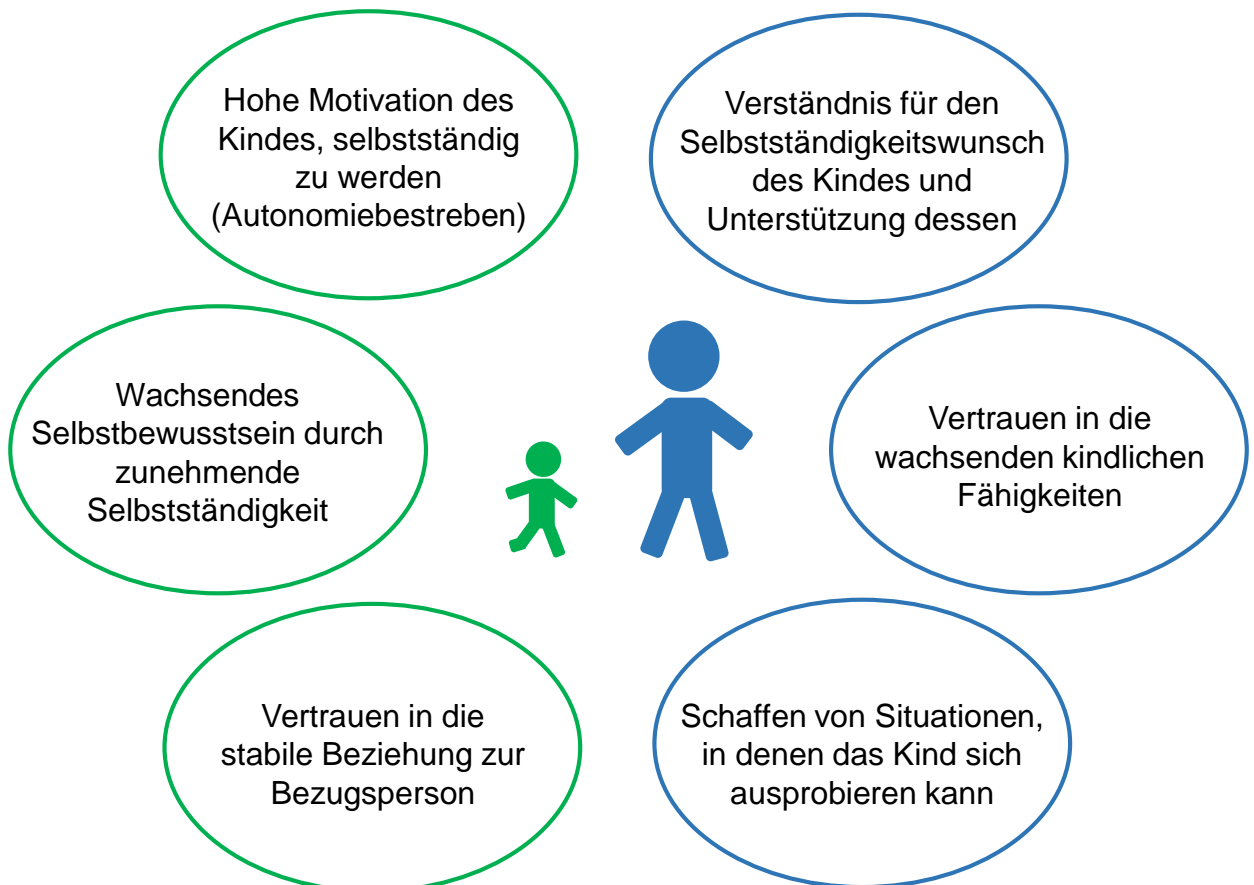 Hohe Motivation des
Kindes, selbstständig
zu werden
(Autonomiebestreben)
Verständnis für den
Selbstständigkeitswunsch
des Kindes und
Unterstützung dessen
Wachsendes
Selbstbewusstsein durch
zunehmende
Selbstständigkeit
Vertrauen in die
wachsenden kindlichen
Fähigkeiten
Vertrauen in die
stabile Beziehung zur
Bezugsperson
Schaffen von Situationen,
in denen das Kind sich
ausprobieren kann